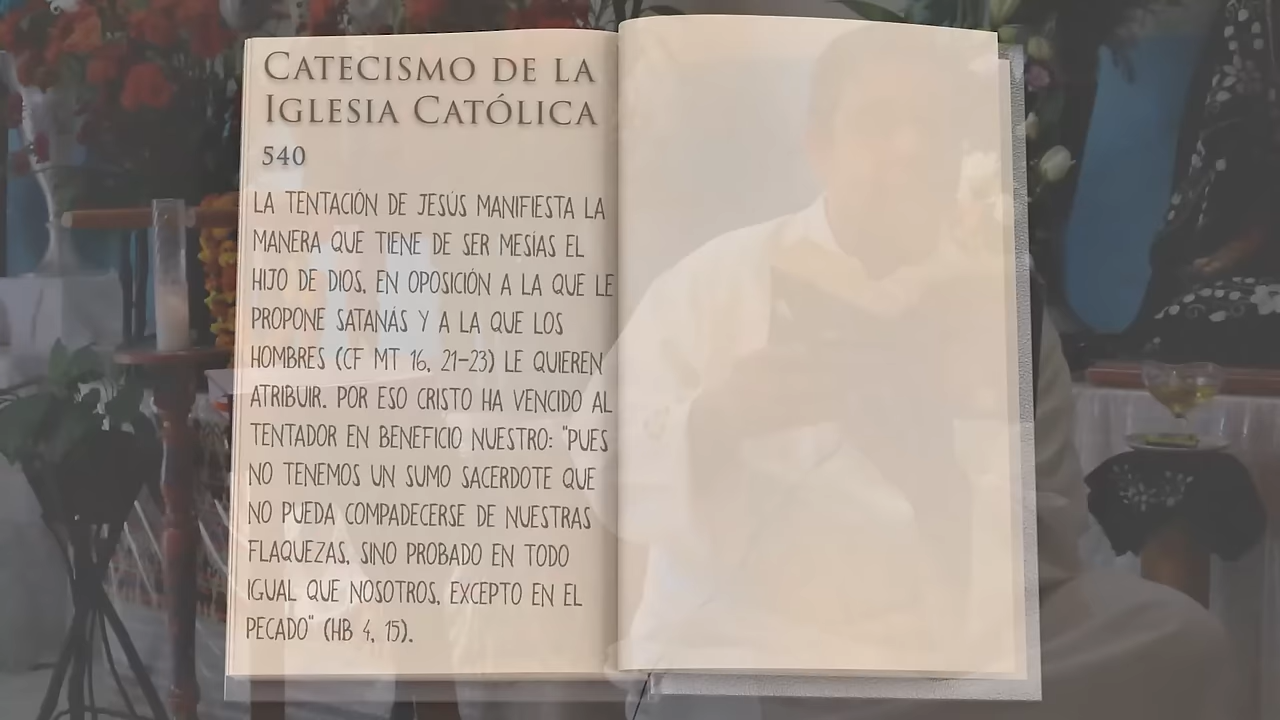 CATECISMO DE LA
IGLESIA CATÓLICA
540
LA TENTACIÓN DE JESÚS MANIFIESTA LA
MANERA QUE TIENE DE SER MESÍAS EL
HIJO DE DIOS, EN OPOSICIÓN A LA QUE LE
PROPONE SATANÁS Y A LA QUE LOS
HOMBRES (CF MT 16, 21-23) LE QUIEREN
ATRIBUIR. POR ESO CRISTO HA VENCIDO AL
TENTADOR EN BENEFICIO NUESTRO: "PUES
NO TENEMOS UN SUMO SACERDOTE QUE
NO PUEDA COMPADECERSE DE NUESTRAS
FLAQUEZAS, SINO PROBADO EN TODO
IGUAL QUE NOSOTROS, EXCEPTO EN EL
PECADO" (HB 4, 15).